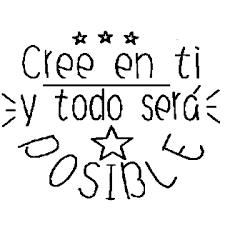 Cree en ti
y todo será
POSIBLE